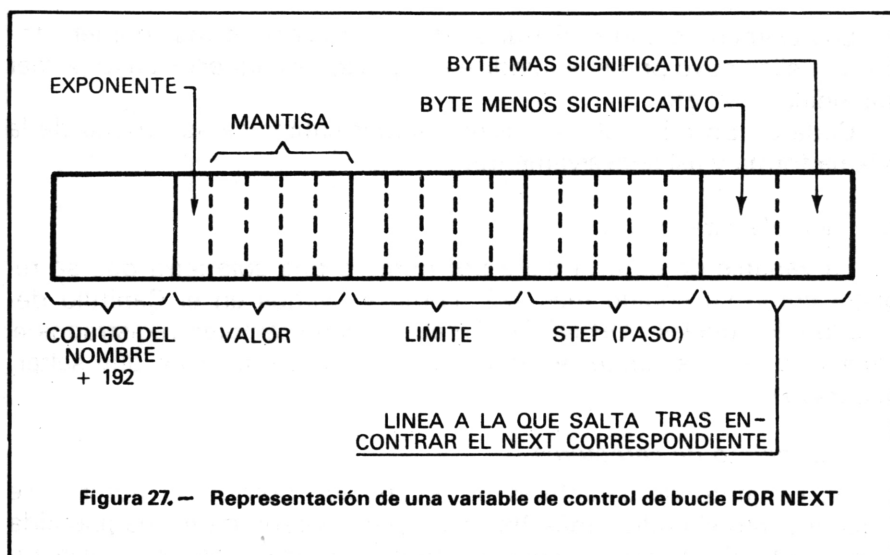 BYTE MAS SIGNIFICATIVO
EXPONENTE
BYTE MENOS SIGNIFICATIVO
MANTISA
CODIGO DEL
NOMBRE
+ 192
VALOR
LIMITE
STEP (PASO)
LINEA A LA QUE SALTA TRAS EN-
CONTRAR EL NEXT CORRESPONDIENTE
Figura 27. — Representación de una variable de control de bucle FOR NEXT